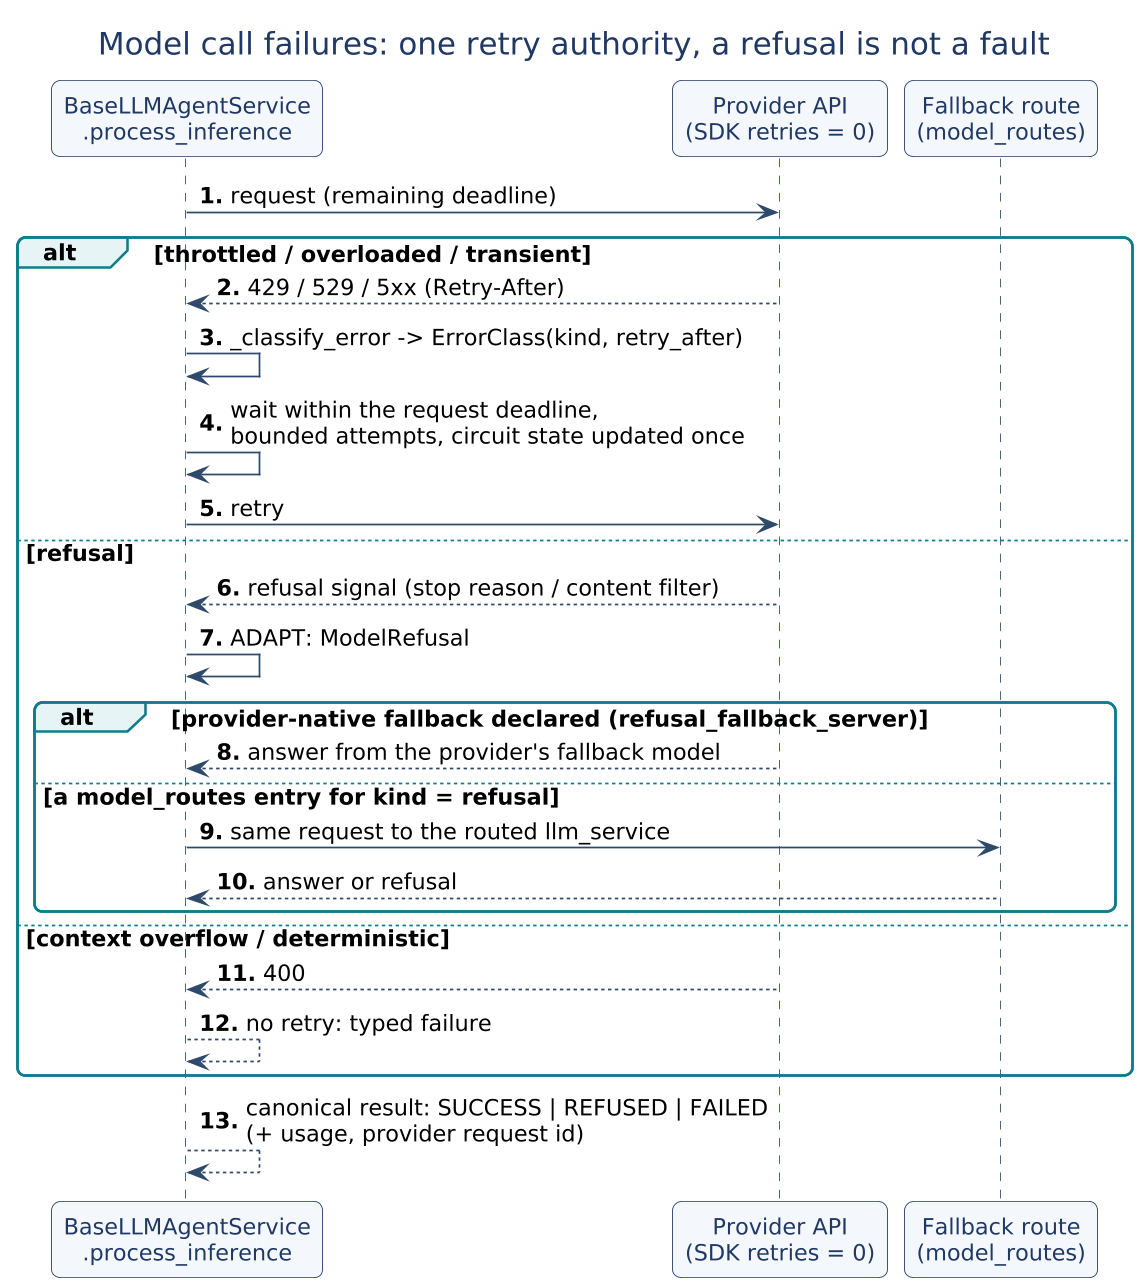 Model call failures: one retry authority, a refusal is not a fault
BaseLLMAgentService
.process_inference
Provider API
(SDK retries = 0)
Fallback route
(model_routes)
1. request (remaining deadline)
alt
[throttled / overloaded / transient]
2. 429 / 529 / 5xx (Retry-After)
3. _classify_error -> ErrorClass(kind, retry_after)
4. wait within the request deadline,
bounded attempts, circuit state updated once
5. retry
[refusal]
6. refusal signal (stop reason / content filter)
7. ADAPT: ModelRefusal
alt
[provider-native fallback declared (refusal_fallback_server)]
8. answer from the provider's fallback model
[a model_routes entry for kind = refusal]
9. same request to the routed llm_service
10. answer or refusal
[context overflow / deterministic]
11. 400
12. no retry: typed failure
13. canonical result: SUCCESS | REFUSED | FAILED
(+ usage, provider request id)
BaseLLMAgentService
.process_inference
Provider API
(SDK retries = 0)
Fallback route
(model_routes)